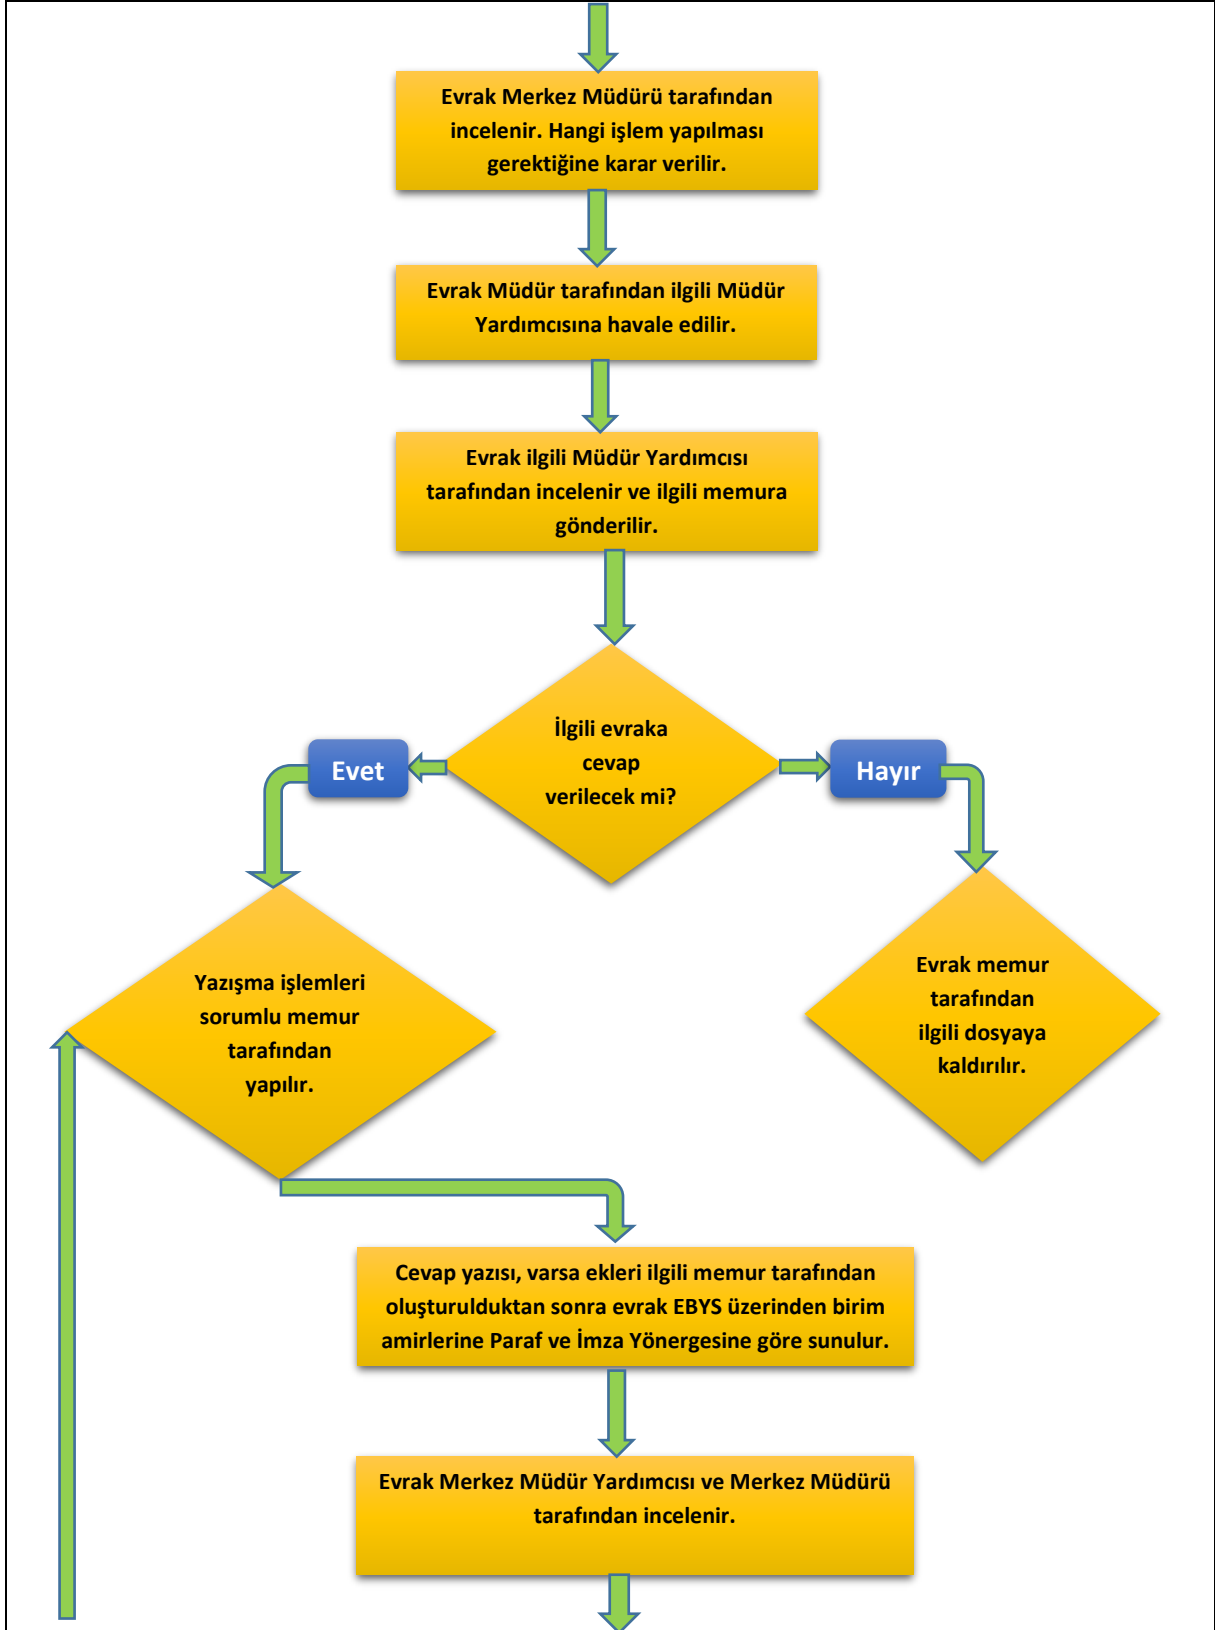 Evrak Merkez Müdürü tarafından
incelenir. Hangi işlem yapılması
gerektiğine karar verilir.
Evrak Müdür tarafından ilgili Müdür
Yardımcısına havale edilir.
Evrak ilgili Müdür Yardımcısı
tarafından incelenir ve ilgili memura
gönderilir.
İlgili evraka
cevap
verilecek mi?
Evet
Hayır
Yazışma işlemleri
sorumlu memur
tarafından
yapılır.
Evrak memur
tarafından
ilgili dosyaya
kaldırılır.
Cevap yazısı, varsa ekleri ilgili memur tarafından
oluşturulduktan sonra evrak EBYS üzerinden birim
amirlerine Paraf ve İmza Yönergesine göre sunulur.
Evrak Merkez Müdür Yardımcısı ve Merkez Müdürü
tarafından incelenir.